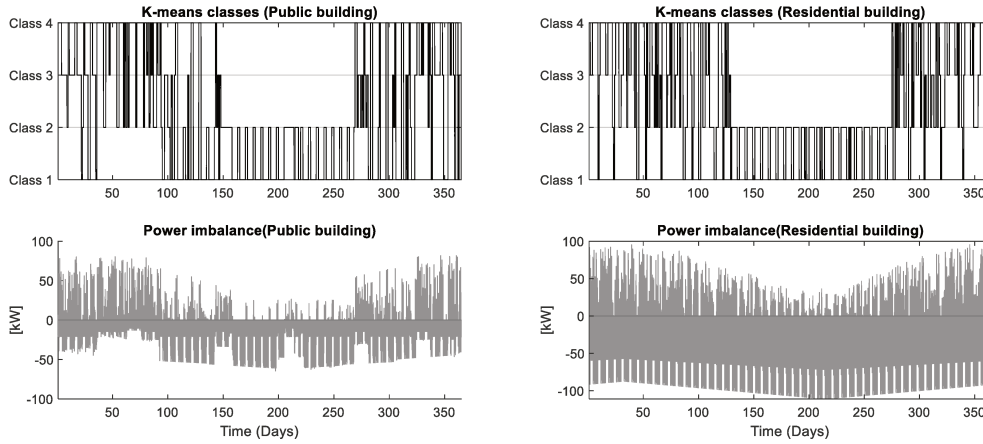 K-means classes (Public building)
Class 4
Class 3
Class 2
Class 1
50 100 150 200 250 300 350
K-means classes (Residential building)
Class 4
Class 3
Class 2
Class 1
50 100 150 200 250 300 350
Power imbalance(Public building)
[kW]
100
50
0
-50
-100
50 100 150 200 250 300 350
Time (Days)
Power imbalance(Residential building)
[kW]
100
50
0
-50
-100
50 100 150 200 250 300 350
Time (Days)